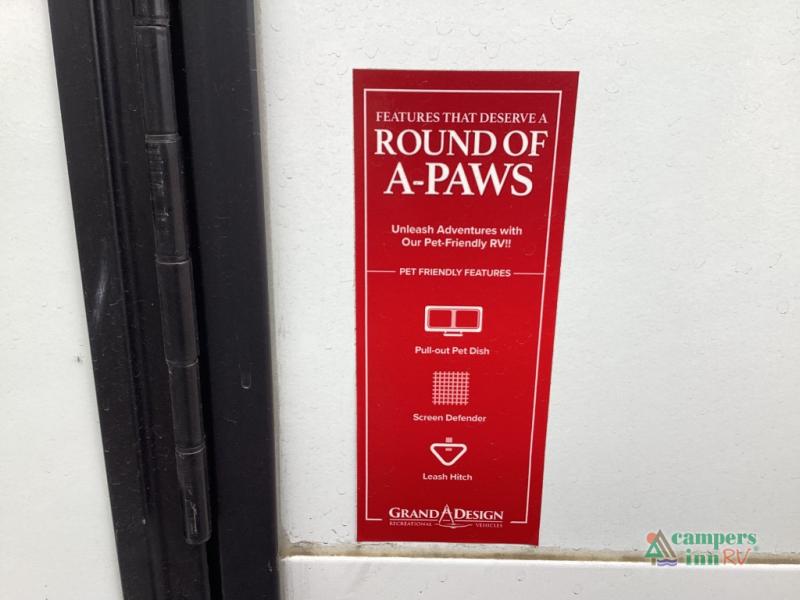 FEATURES THAT DESERVE A
ROUND OF
A-PAWS
Unleash Adventures with
Our Pet-Friendly RV!!
PET FRIENDLY FEATURES
Pull-out Pet Dish
Screen Defender
Leash Hitch
GRAND DESIGN
RECREATIONAL VEHICLES
campers
inn RV